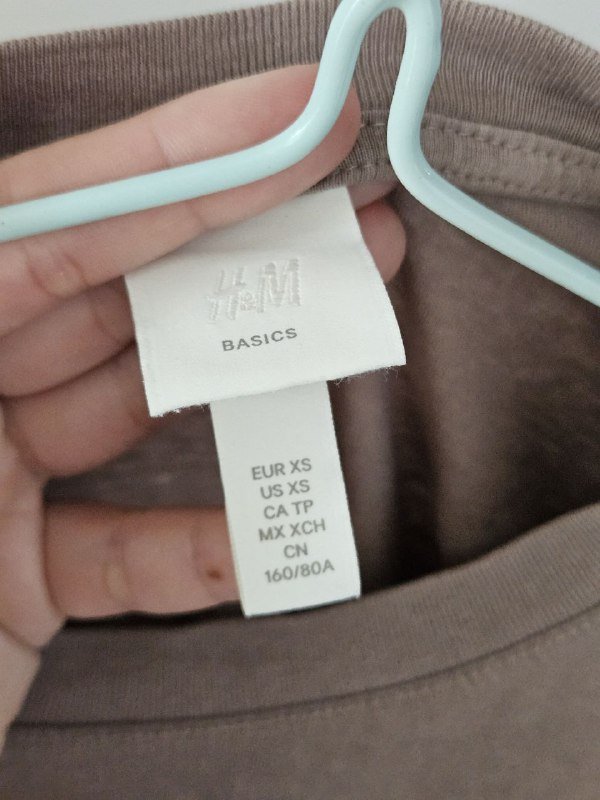 H&M
BASICS
EUR XS
US XS
CA TP
MX XCH
CN
160/80A